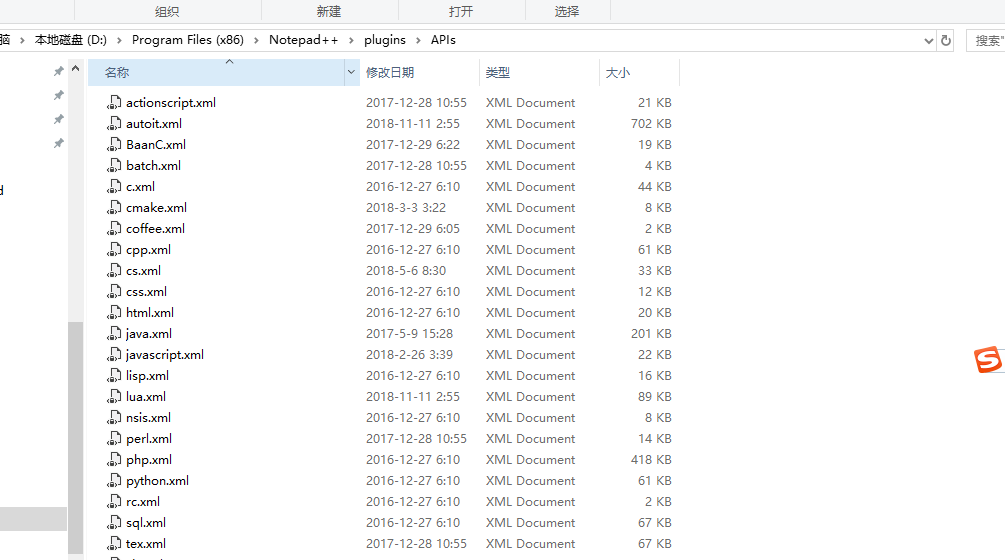 组织 新建 打开 选择
脑 > 本地磁盘 (D:) > Program Files (x86) > Notepad++ > plugins > APIs 搜索"
名称 修改日期 类型 大小
actionscript.xml 2017-12-28 10:55 XML Document 21 KB
autoit.xml 2018-11-11 2:55 XML Document 702 KB
BaanC.xml 2017-12-29 6:22 XML Document 19 KB
batch.xml 2017-12-28 10:55 XML Document 4 KB
c.xml 2016-12-27 6:10 XML Document 44 KB
cmake.xml 2018-3-3 3:22 XML Document 8 KB
coffee.xml 2017-12-29 6:05 XML Document 2 KB
cpp.xml 2016-12-27 6:10 XML Document 61 KB
cs.xml 2018-5-6 8:30 XML Document 33 KB
css.xml 2016-12-27 6:10 XML Document 12 KB
html.xml 2016-12-27 6:10 XML Document 20 KB
java.xml 2017-5-9 15:28 XML Document 201 KB
javascript.xml 2018-2-26 3:39 XML Document 22 KB
lisp.xml 2016-12-27 6:10 XML Document 16 KB
lua.xml 2018-11-11 2:55 XML Document 89 KB
nsis.xml 2016-12-27 6:10 XML Document 8 KB
perl.xml 2017-12-28 10:55 XML Document 14 KB
php.xml 2016-12-27 6:10 XML Document 418 KB
python.xml 2016-12-27 6:10 XML Document 61 KB
rc.xml 2016-12-27 6:10 XML Document 2 KB
sql.xml 2016-12-27 6:10 XML Document 67 KB
tex.xml 2017-12-28 10:55 XML Document 67 KB